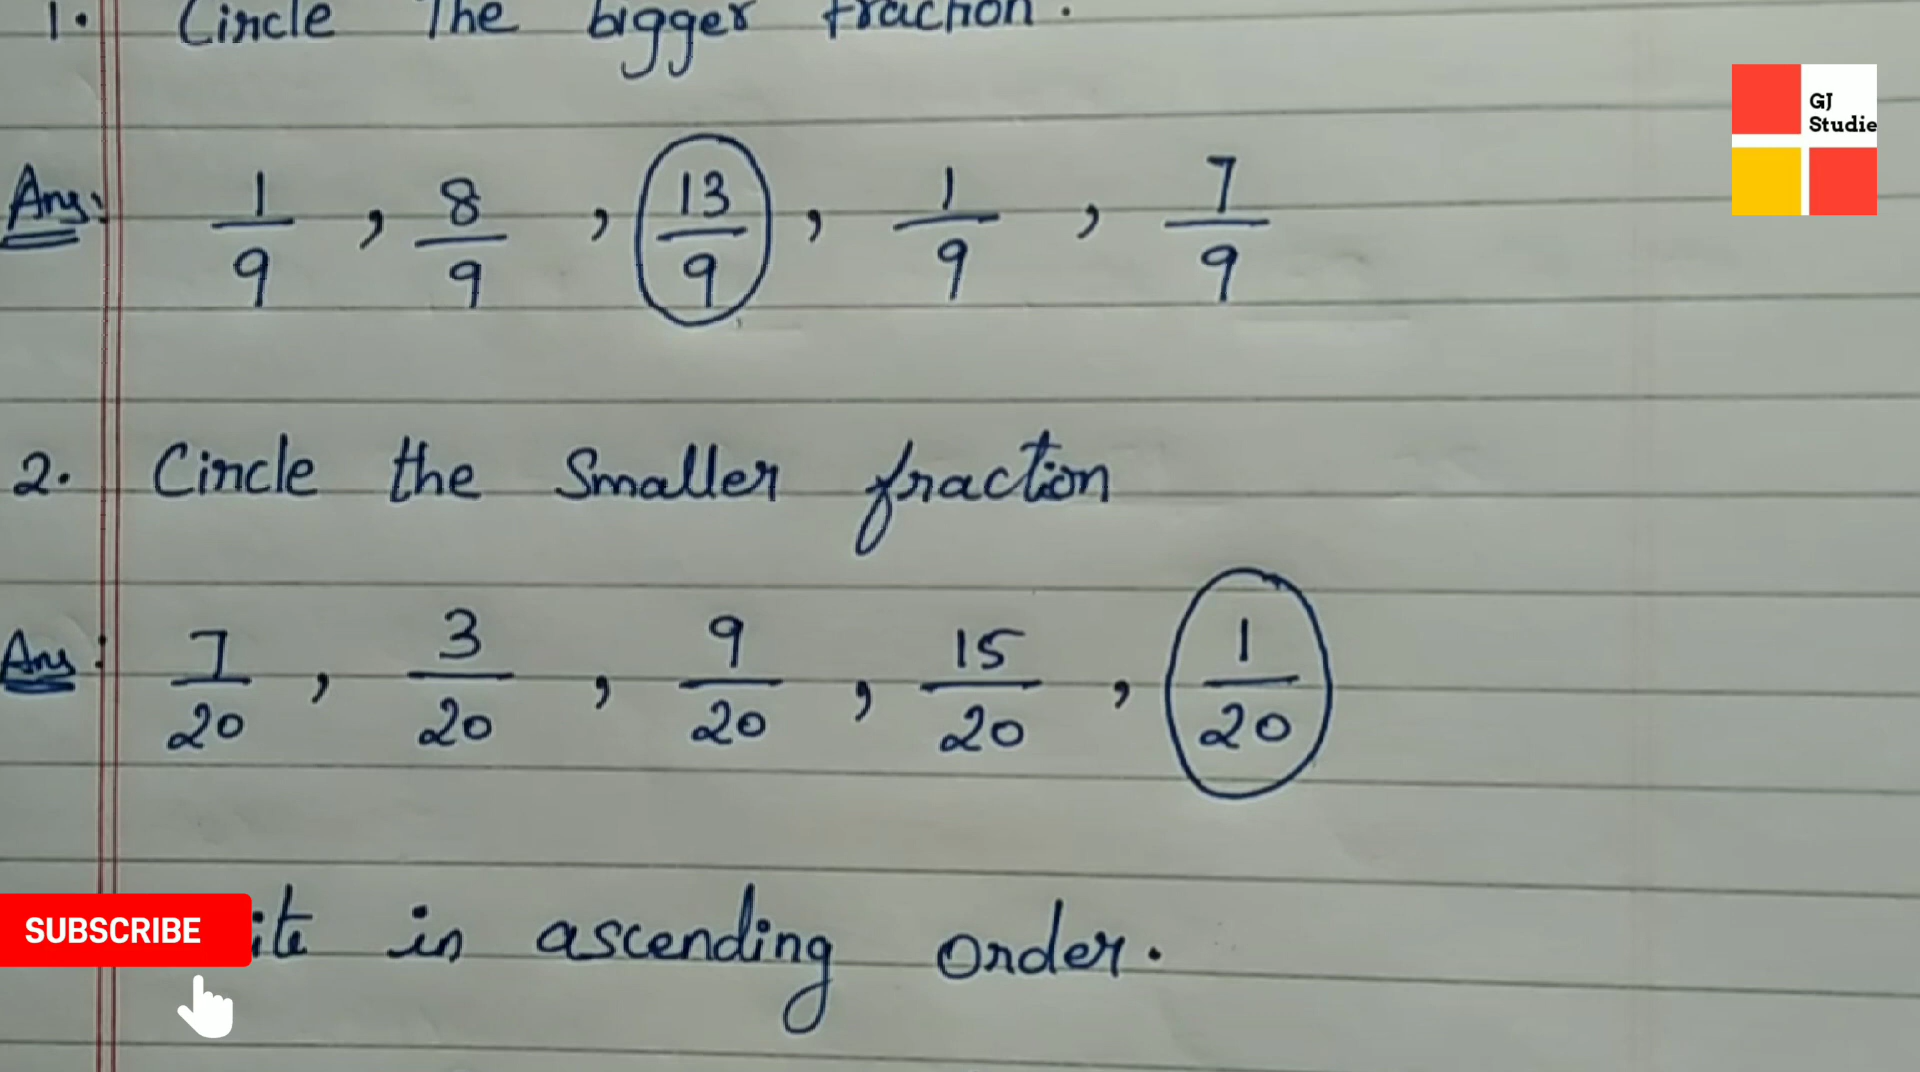 1. Circle The bigger fraction.
GJ
Studie
Ans: 1/9 , 8/9 , 13/9 , 1/9 , 7/9
2. Circle the Smaller fraction
Ans: 7/20 , 3/20 , 9/20 , 15/20 , 1/20
SUBSCRIBE
in ascending order.